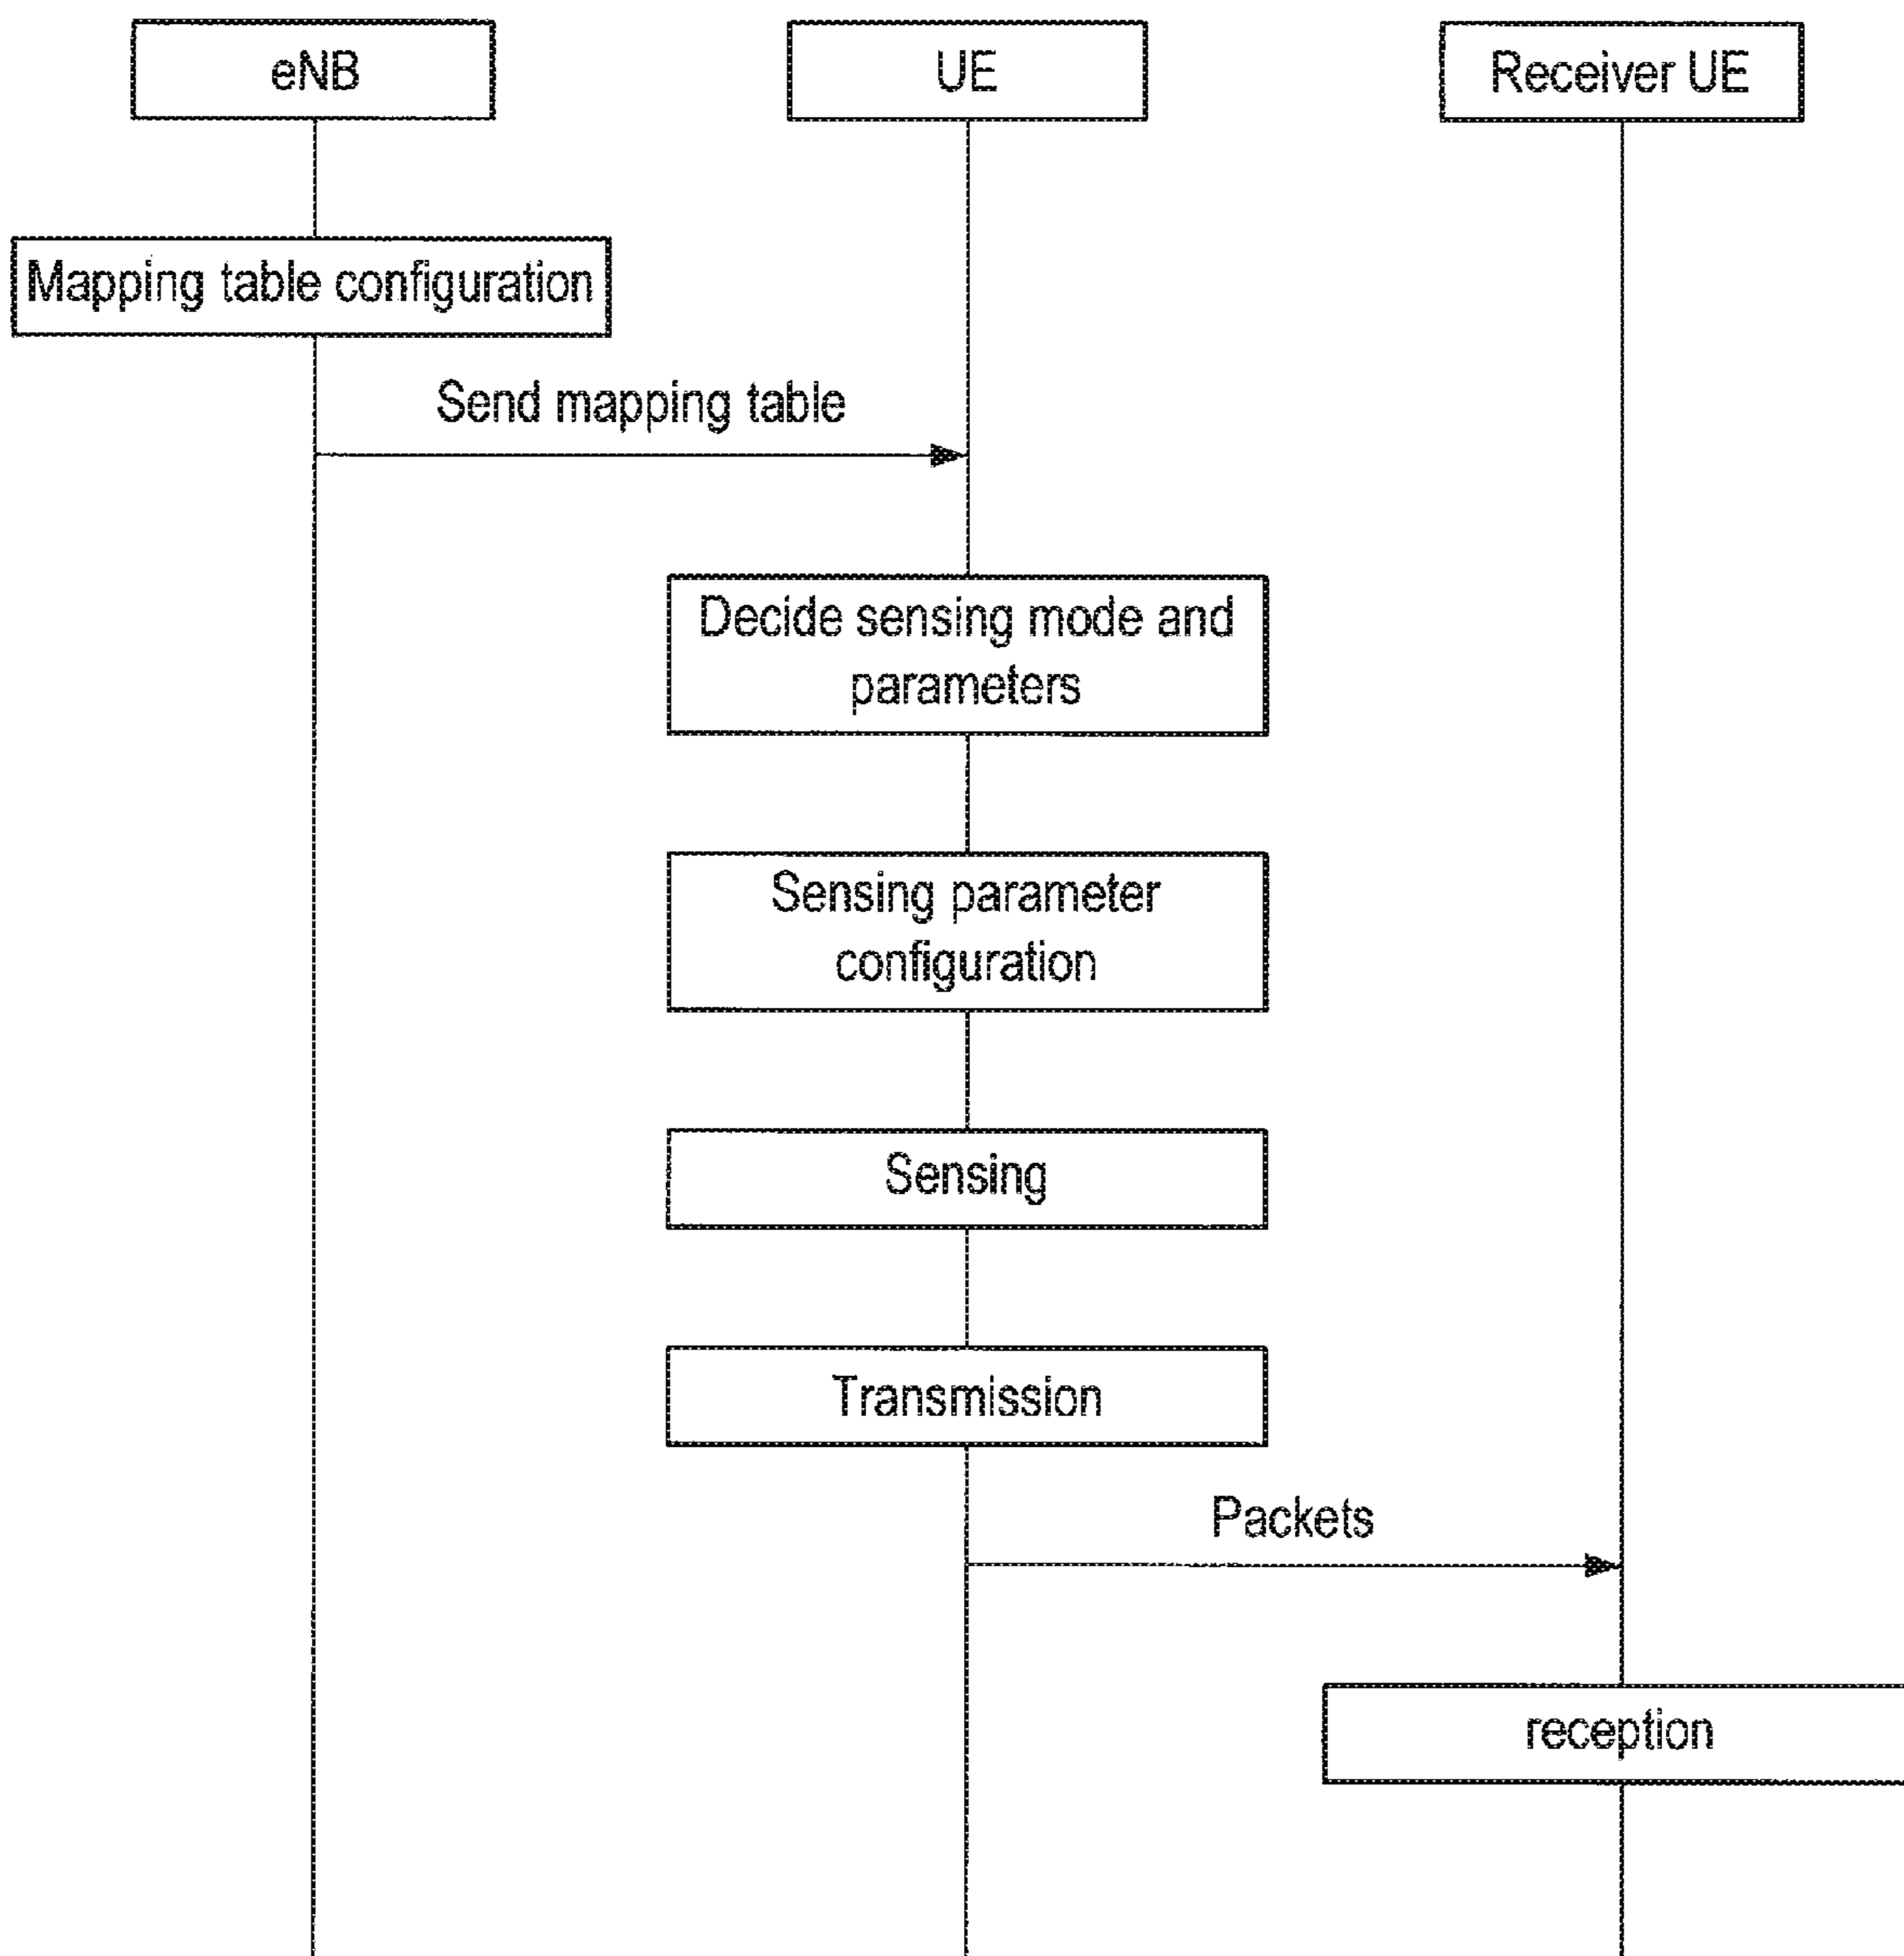 eNB
UE
Receiver UE
Mapping table configuration
Send mapping table
Decide sensing mode and
parameters
Sensing parameter
configuration
Sensing
Transmission
Packets
reception